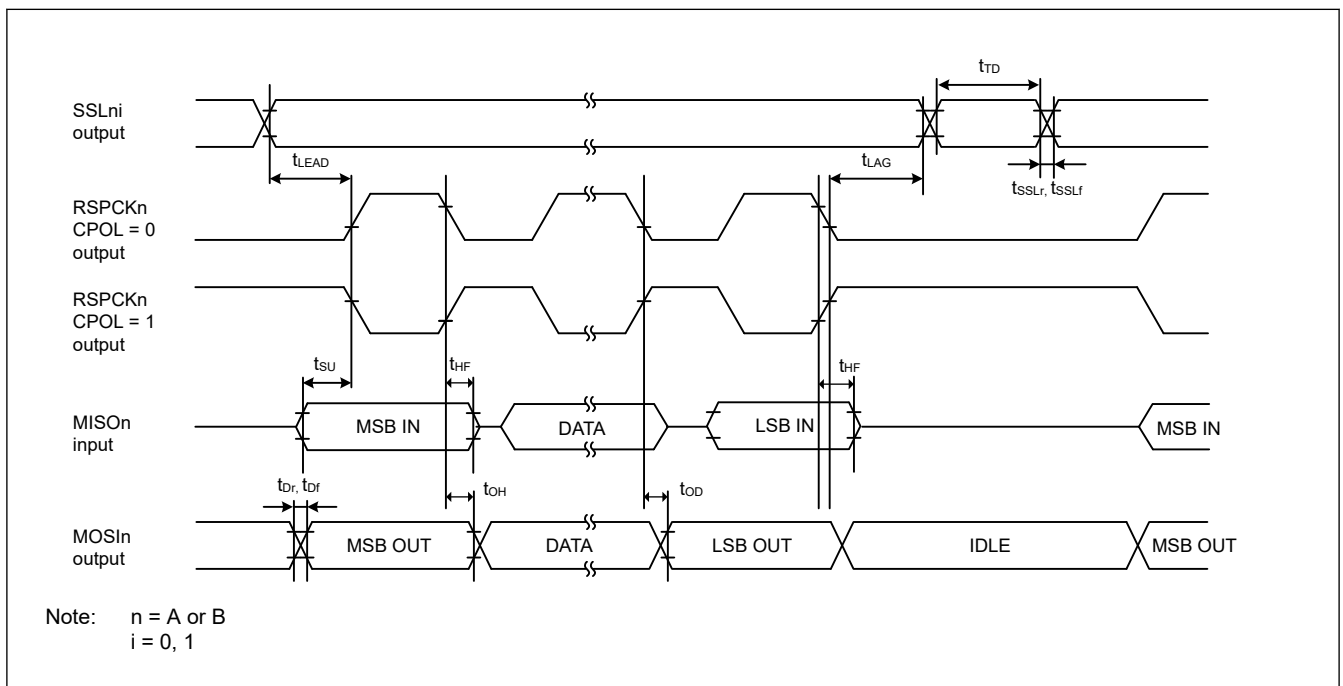 tTD
SSLni
output
tLEAD
tLAG
tSSLr, tSSLf
RSPCKn
CPOL = 0
output
RSPCKn
CPOL = 1
output
tSU
tHF
tHF
MISOn
input
MSB IN
DATA
LSB IN
MSB IN
tDr, tDf
tOH
tOD
MOSIn
output
MSB OUT
DATA
LSB OUT
IDLE
MSB OUT
Note: n = A or B
i = 0, 1